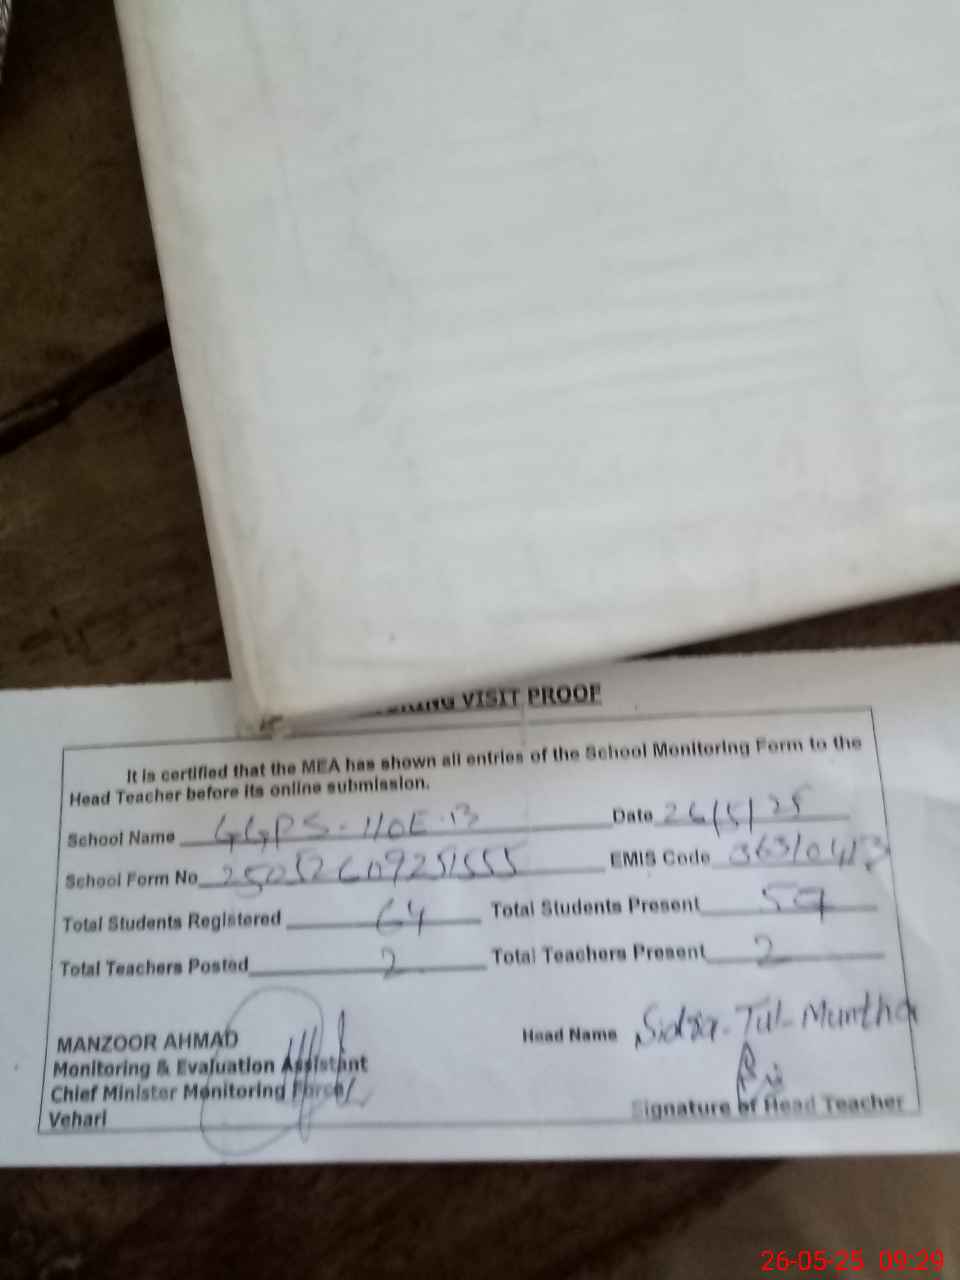 VISIT PROOF
It is certified that the MEA has shown all entries of the School Monitoring Form to the
Head Teacher before its online submission.
School Name GGPS-110E.B Date 26/5/25
School Form No EMIS Code
Total Students Registered 64 Total Students Present 59
Total Teachers Posted 2 Total Teachers Present 2
MANZOOR AHMAD Head Name Sidra-Tul-Muntha
Monitoring & Evaluation Assistant
Chief Minister Monitoring Force
Signature of Head Teacher
Vehari
26-05-25 09:29